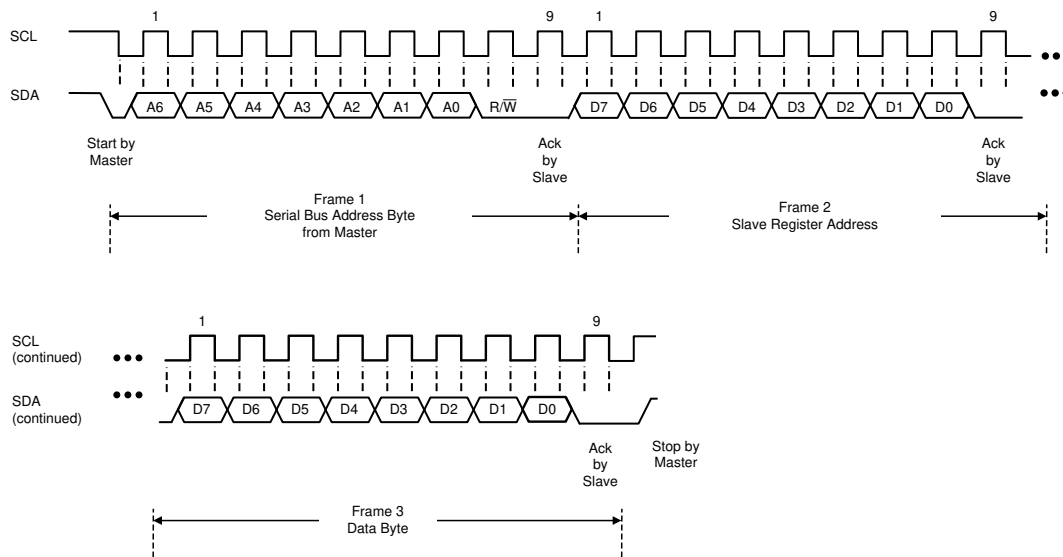 1 9 1 9
SCL
SDA A6 A5 A4 A3 A2 A1 A0 R/W̅ D7 D6 D5 D4 D3 D2 D1 D0
Start by
Master
Ack
by
Slave
Ack
by
Slave
Frame 1
Serial Bus Address Byte
from Master
Frame 2
Slave Register Address
1 9
SCL
(continued)
SDA
(continued)
D7 D6 D5 D4 D3 D2 D1 D0
Ack
by
Slave
Stop by
Master
Frame 3
Data Byte